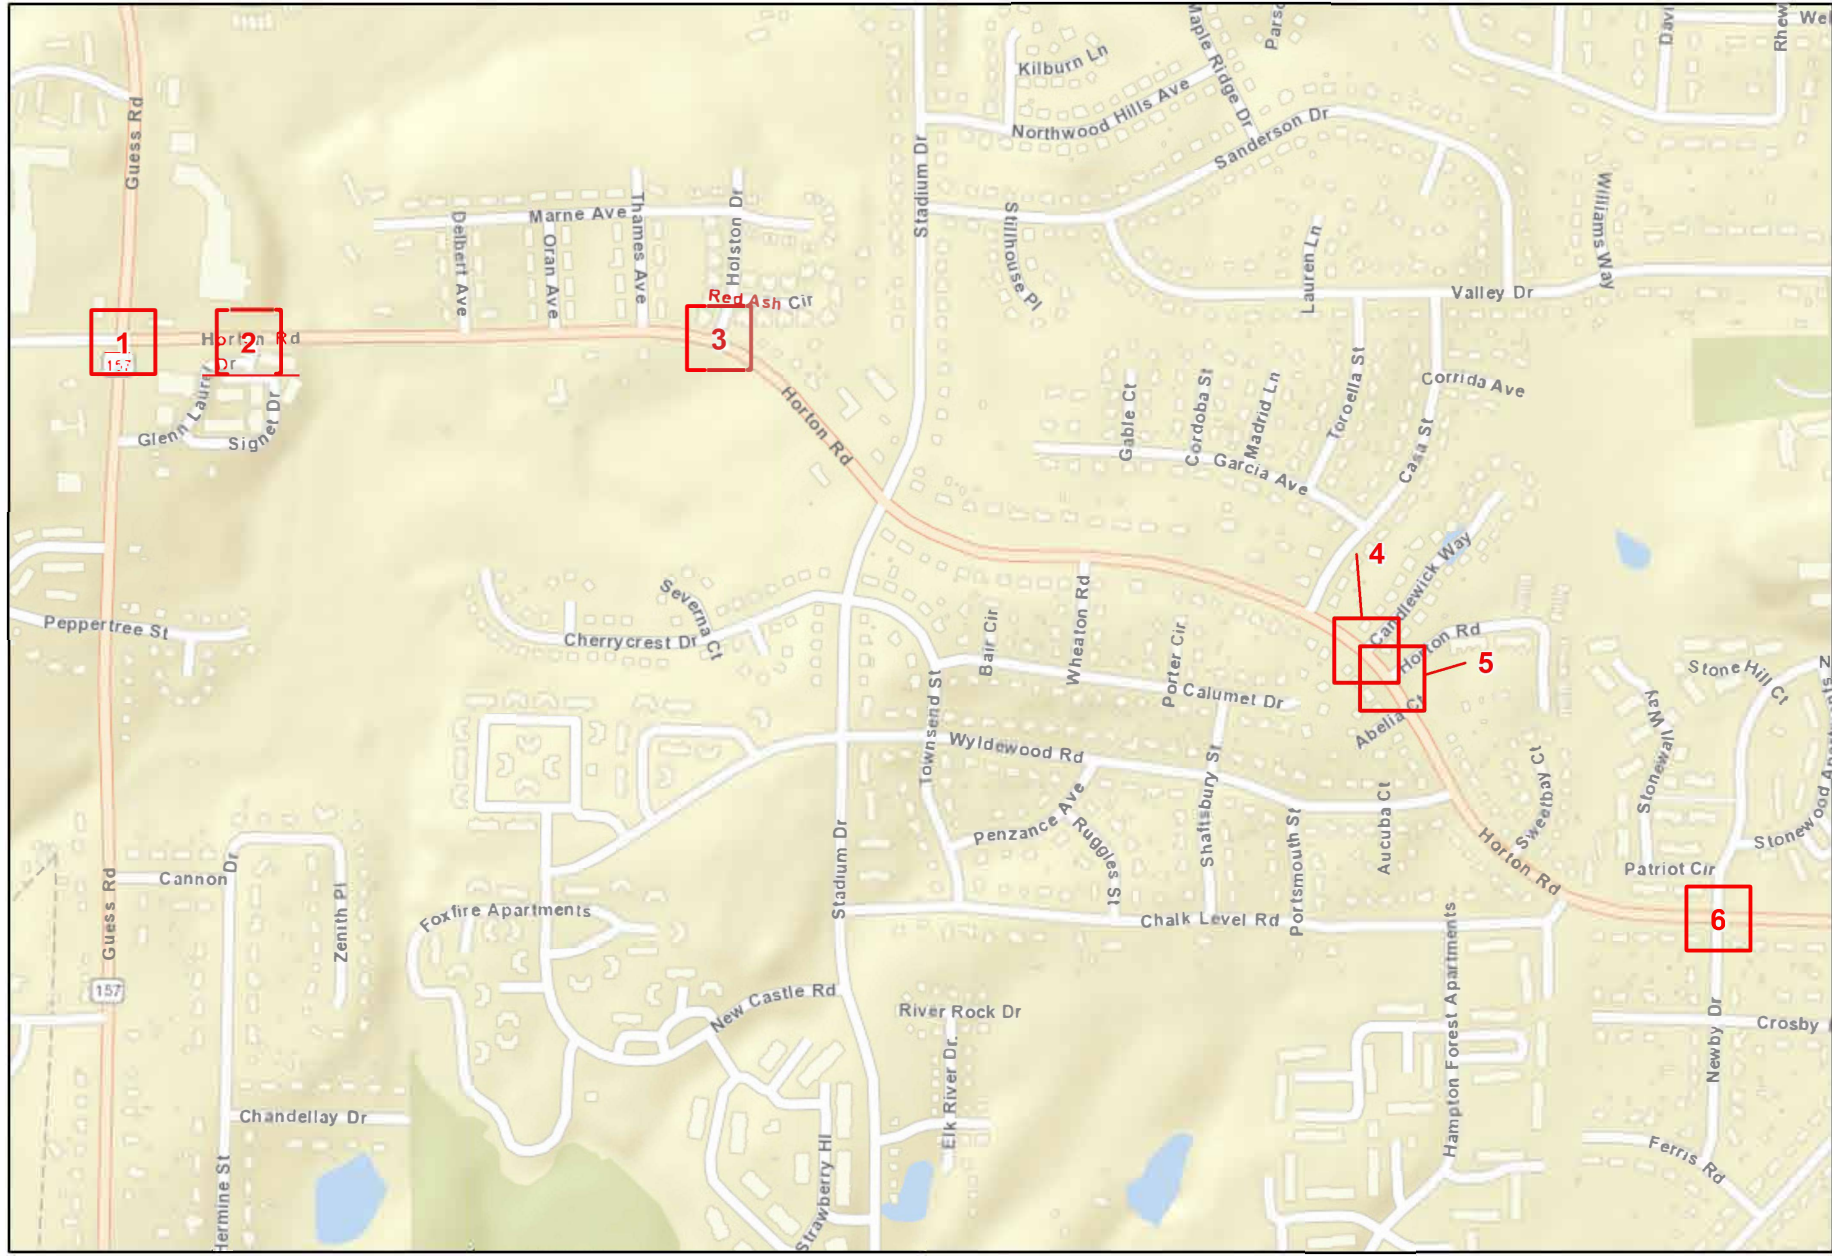 Maple Ridge Dr
Parsc
Davi
Rhew
Wel
Kilburn Ln
Northwood Hills Ave
Sanderson Dr
Guess Rd
Stadium Dr
Delbert Ave
Marne Ave
Oran Ave
Thames Ave
Holston Dr
Stillhouse Pl
Lauren Ln
Williams Way
Valley Dr
Red Ash Cir
1
157
Horton Rd
2
Dr
3
Glenn Laurel
Signet Dr
Horton Rd
Gable Ct
Cordoba St
Madrid Ln
Toroella St
Corrida Ave
Casa St
Garcia Ave
4
Candlewick Way
Horton Rd
5
Abelia Ct
Peppertree St
Cherrycrest Dr
Severna Ct
Bair Cir
Wheaton Rd
Porter Cir
Calumet Dr
Townsend St
Wyldewood Rd
Shaftsbury St
Penzance Ave
Ruggles St
Portsmouth St
Aucuba Ct
Sweetbay Ct
Stone Hill Ct
Stonewall Way
Patriot Cir
Horton Rd
6
Cannon
Dr
Zenith Pl
Guess Rd
157
Foxfire Apartments
Stadium Dr
Chalk Level Rd
New Castle Rd
River Rock Dr
Elk River Dr.
Hampton Forest Apartments
Newby Dr
Crosby
Ferris Rd
Chandellay Dr
Hermine St
Strawberry Hl